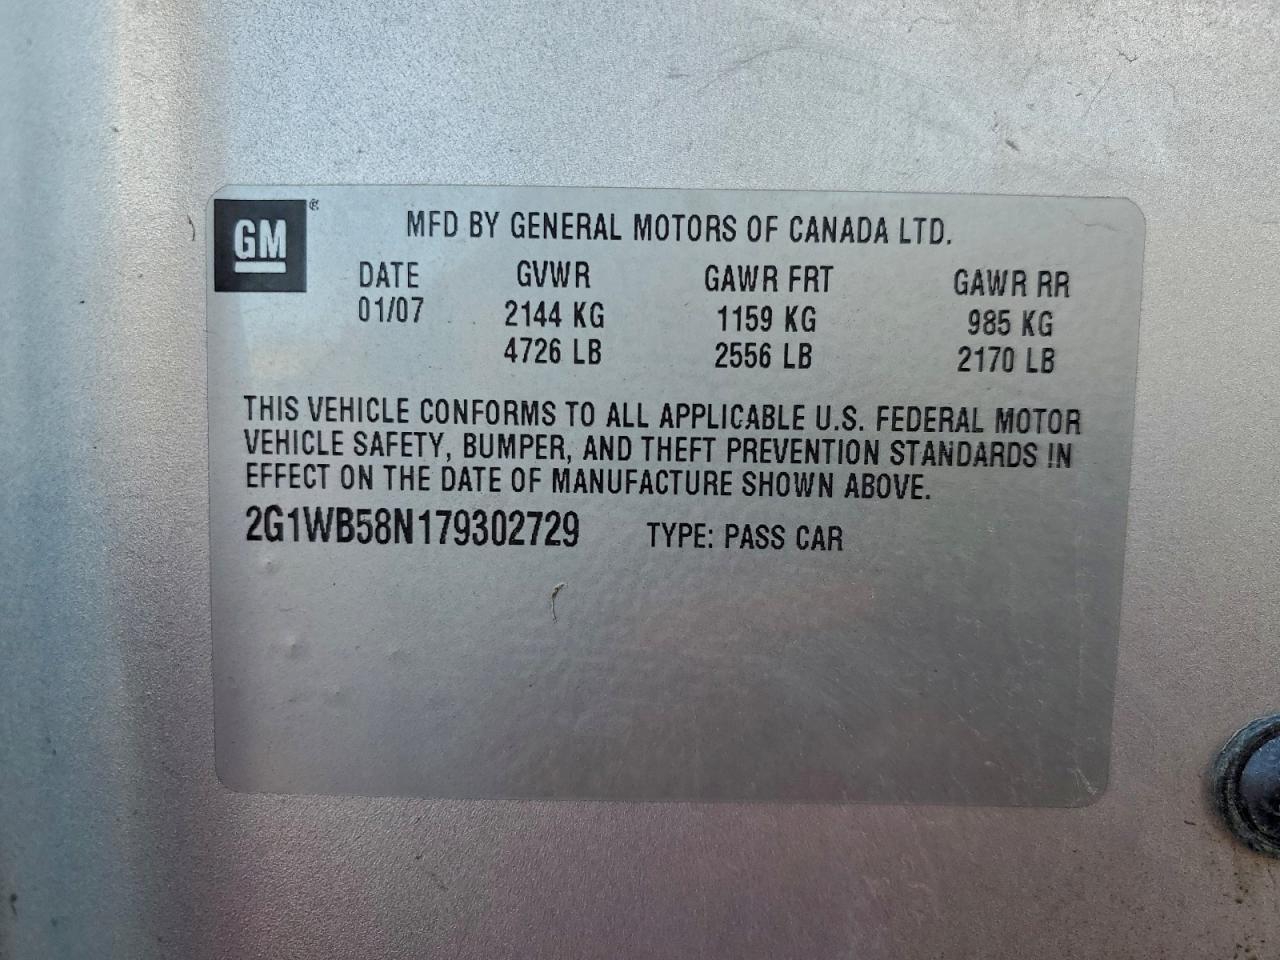 GM ®
MFD BY GENERAL MOTORS OF CANADA LTD.
DATE GVWR GAWR FRT GAWR RR
01/07 2144 KG 1159 KG 985 KG
4726 LB 2556 LB 2170 LB
THIS VEHICLE CONFORMS TO ALL APPLICABLE U.S. FEDERAL MOTOR
VEHICLE SAFETY, BUMPER, AND THEFT PREVENTION STANDARDS IN
EFFECT ON THE DATE OF MANUFACTURE SHOWN ABOVE.
2G1WB58N179302729 TYPE: PASS CAR